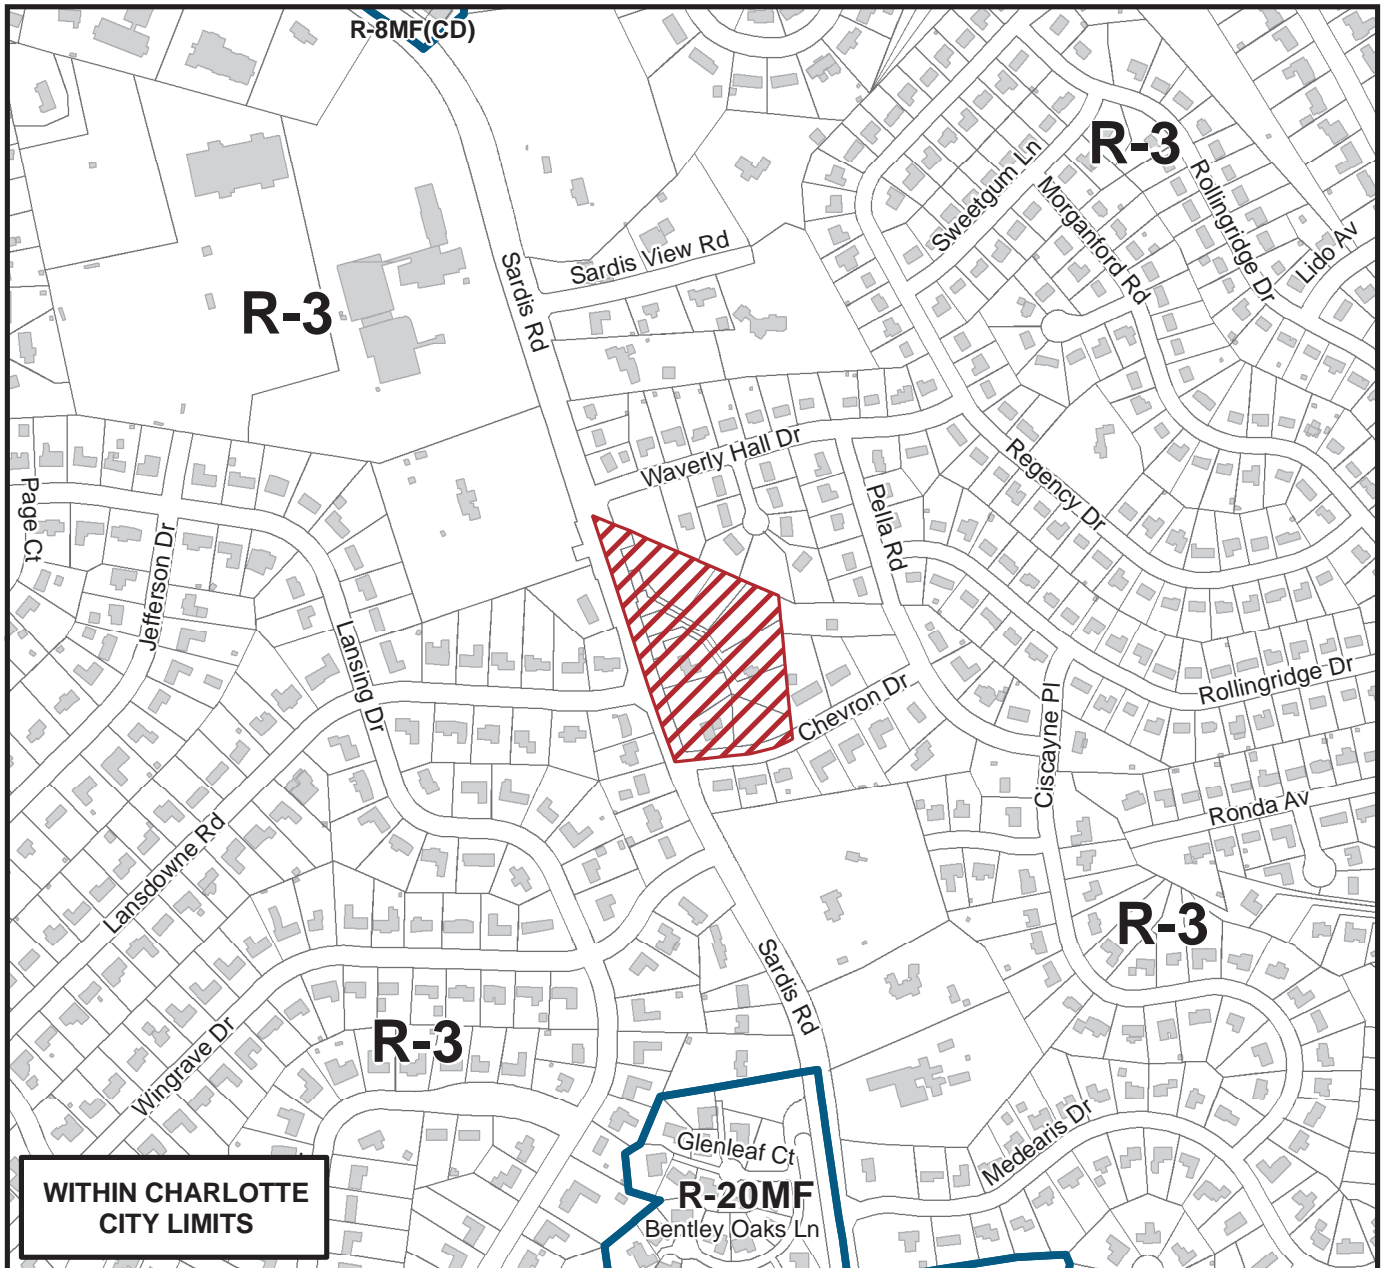 R-8MF(CD)
R-3
Sweetgum Ln
Morganford Rd
Rollingridge Dr
Lido Av
Sardis View Rd
Sardis Rd
R-3
Waverly Hall Dr
Regency Dr
Pella Rd
Page Ct
Jefferson Dr
Lansing Dr
Chevron Dr
Rollingridge Dr
Ciscayne Pl
Ronda Av
Lansdowne Rd
R-3
Sardis Rd
Wingrave Dr
R-3
Medearis Dr
Glenleaf Ct
R-20MF
Bentley Oaks Ln
WITHIN CHARLOTTE
CITY LIMITS